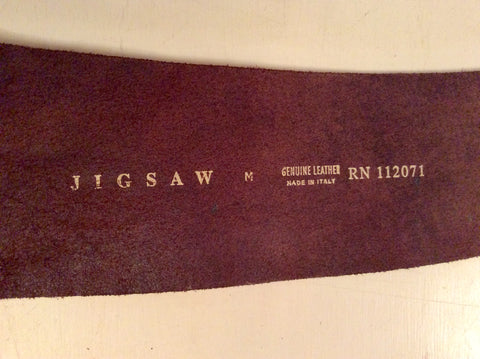 JIGSAW M GENUINE LEATHER RN 112071
MADE IN ITALY